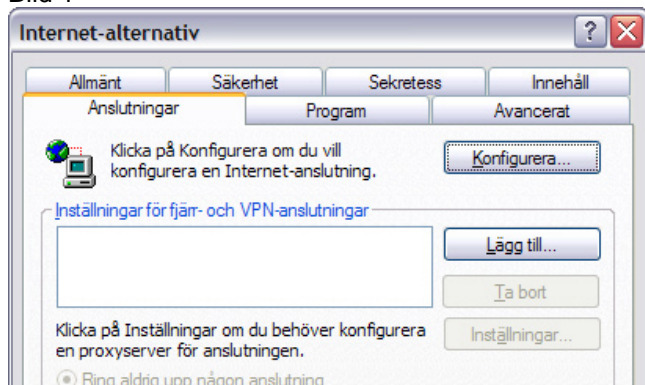 Internet-alternativ
Allmänt Säkerhet Sekretess Innehåll
Anslutningar Program Avancerat
Klicka på Konfigurera om du vill
konfigurera en Internet-anslutning.
Konfigurera...
Inställningar för fjärr- och VPN-anslutningar
Lägg till...
Ta bort
Klicka på Inställningar om du behöver konfigurera
en proxyserver för anslutningen.
Inställningar...
Ring aldrig upp någon anslutning